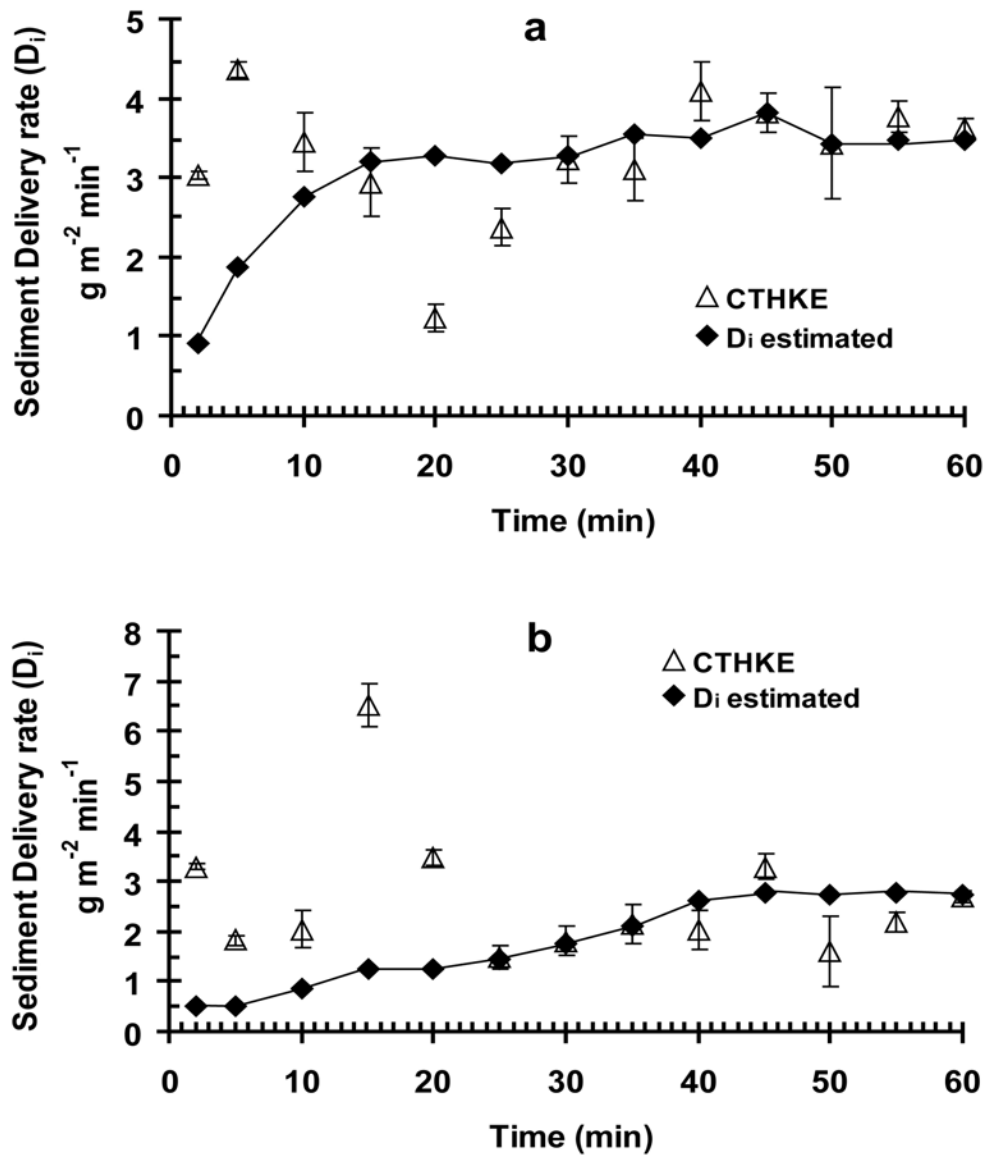 a
Sediment Delivery rate (Di)
g m-2 min-1
5
4
3
2
1
0
CTHKE
Di estimated
0 10 20 30 40 50 60
Time (min)
b
Sediment Delivery rate (Di)
g m-2 min-1
8
7
6
5
4
3
2
1
0
CTHKE
Di estimated
0 10 20 30 40 50 60
Time (min)